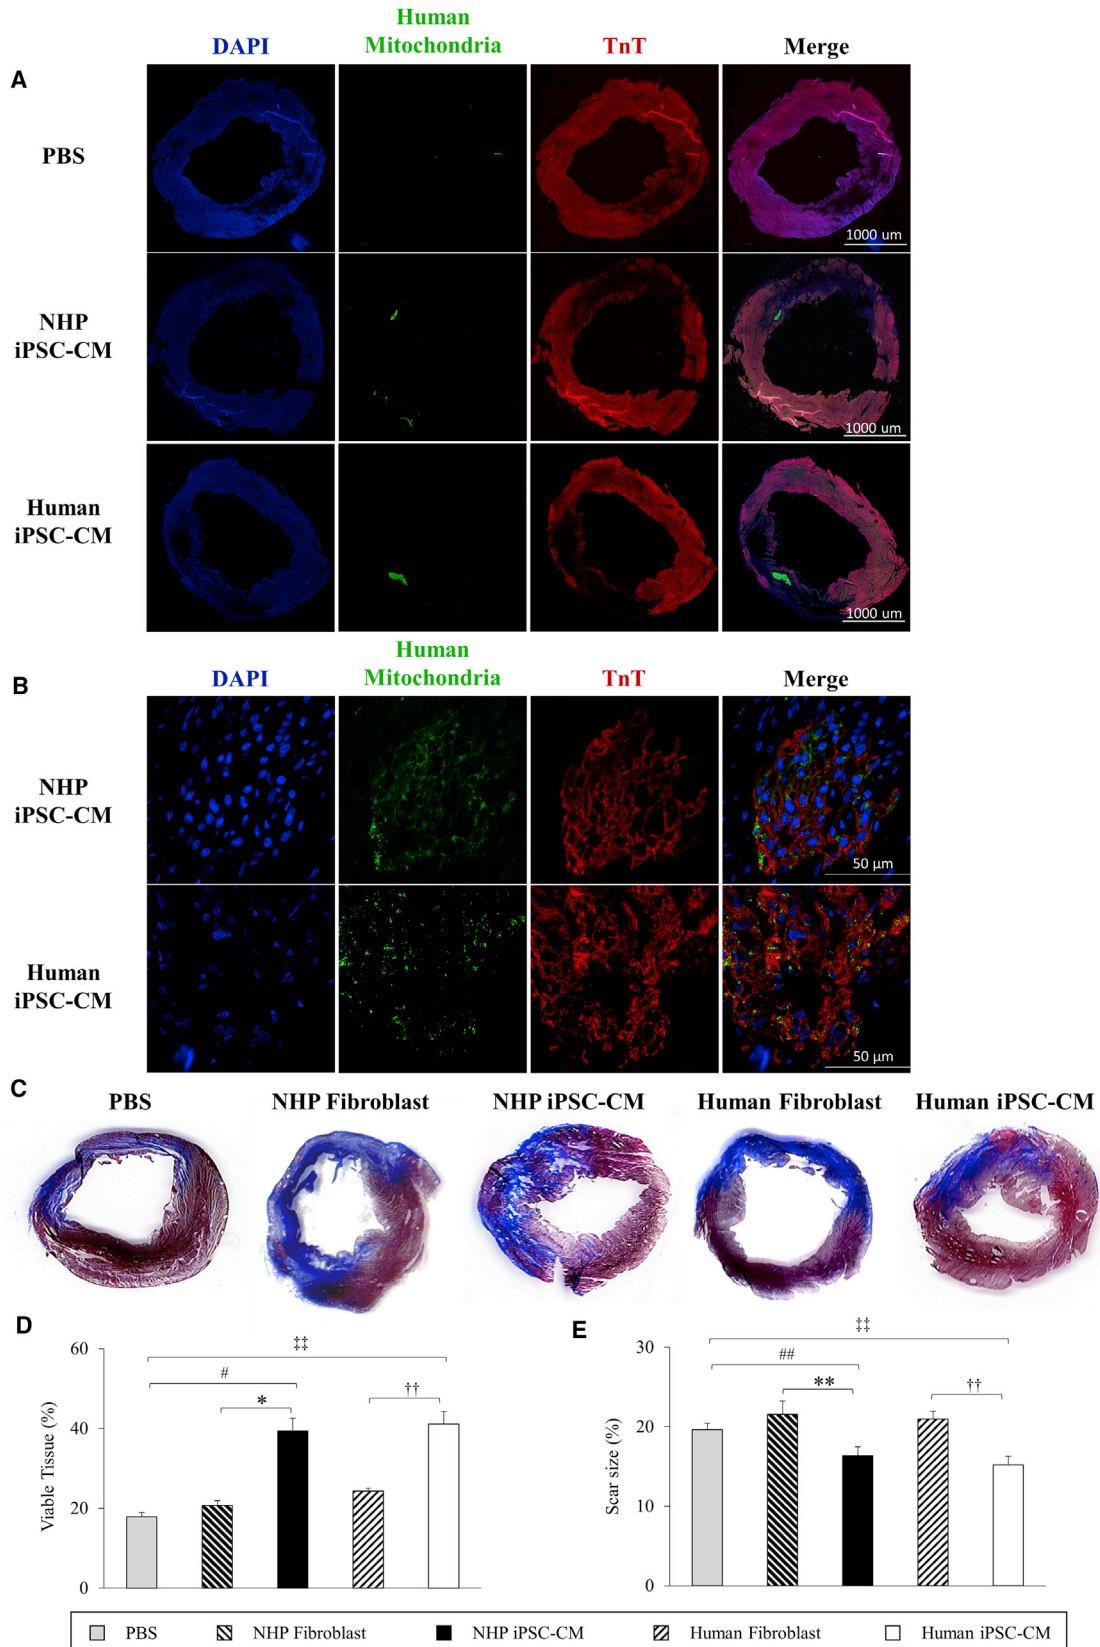 Human
DAPI Mitochondria TnT Merge
A
PBS
1000 um
NHP
iPSC-CM
1000 um
Human
iPSC-CM
1000 um
Human
B
DAPI Mitochondria TnT Merge
NHP
iPSC-CM
50 µm
Human
iPSC-CM
50 µm
C
PBS NHP Fibroblast NHP iPSC-CM Human Fibroblast Human iPSC-CM
D
60
40
20
0
Viable Tissue (%)
‡‡
#
*
††
E
30
20
10
0
Scar size (%)
‡‡
##
**
††
PBS NHP Fibroblast NHP iPSC-CM Human Fibroblast Human iPSC-CM